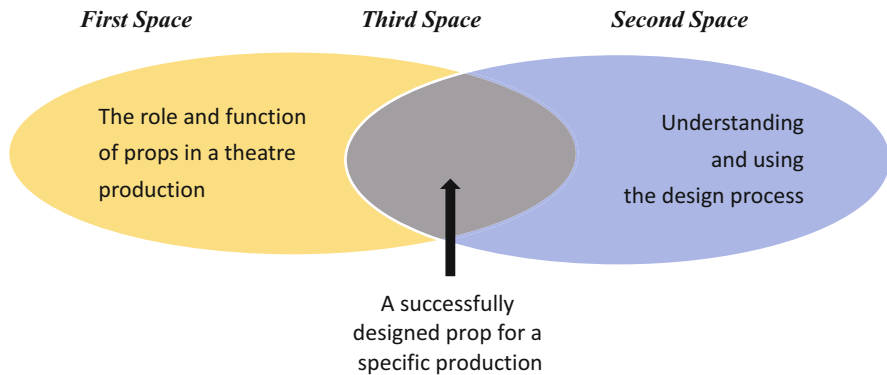 First Space
Third Space
Second Space
The role and function
of props in a theatre
production
Understanding
and using
the design process
A successfully
designed prop for a
specific production